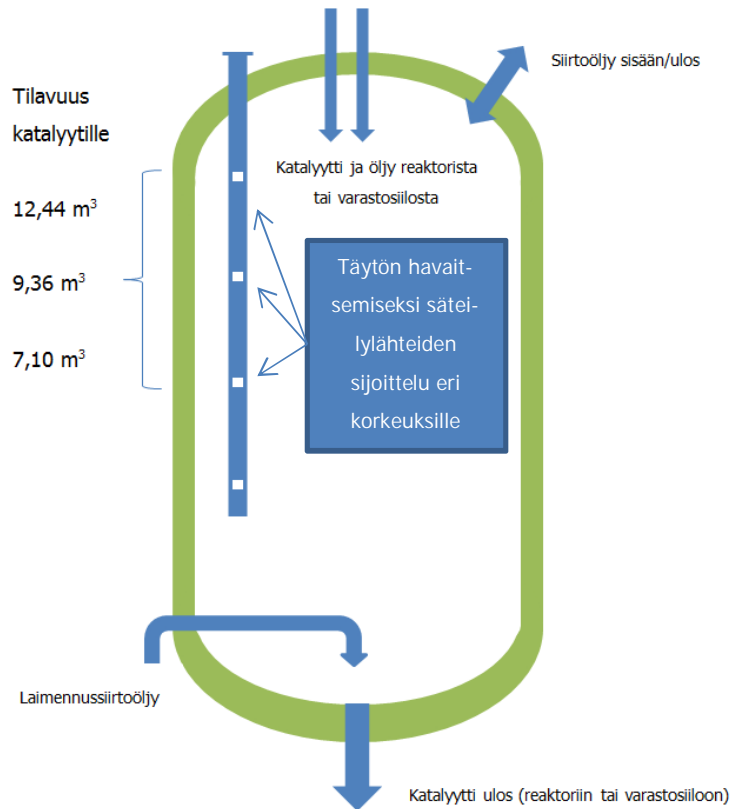 Siirtoöljy sisään/ulos
Tilavuus
katalyytille
Katalyytti ja öljy reaktorista
tai varastosiilosta
12,44 m³
9,36 m³
7,10 m³
Täytön havait-
semiseksi sätei-
lylähteiden
sijoittelu eri
korkeuksille
Laimennussiirtoöljy
Katalyytti ulos (reaktoriin tai varastosiiloon)